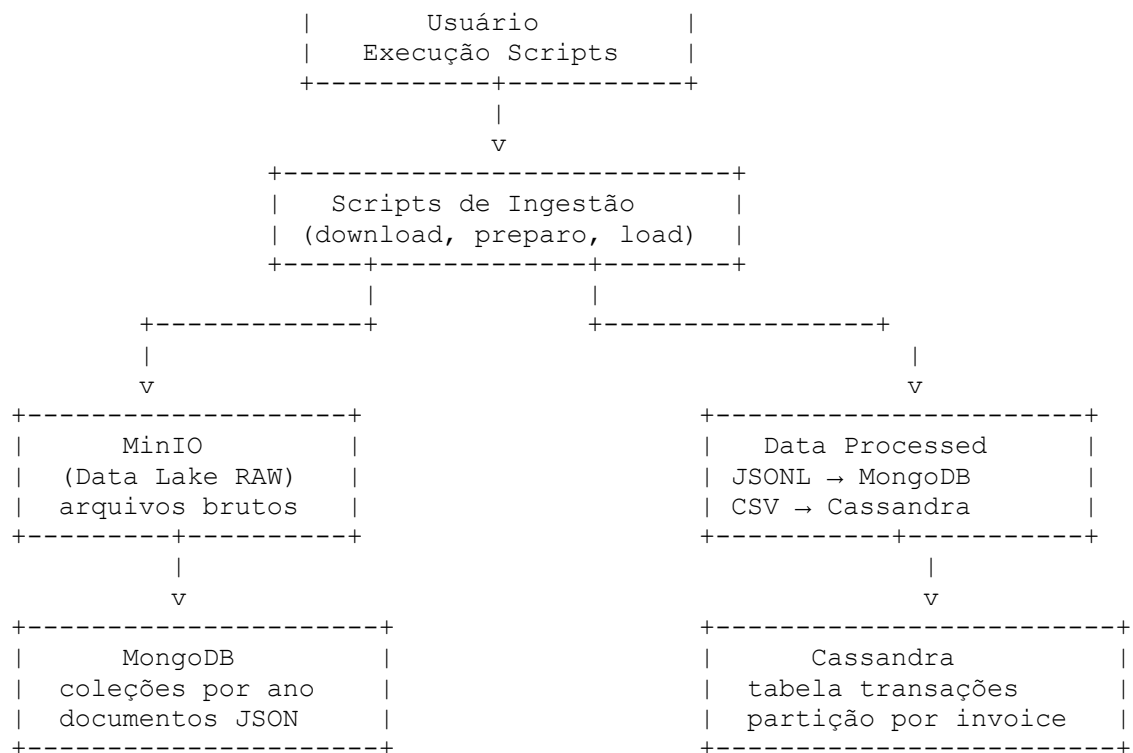 Usuário
Execução Scripts
v
Scripts de Ingestão
(download, preparo, load)
v
v
MinIO
(Data Lake RAW)
arquivos brutos
Data Processed
JSONL → MongoDB
CSV → Cassandra
v
v
MongoDB
coleções por ano
documentos JSON
Cassandra
tabela transações
partição por invoice